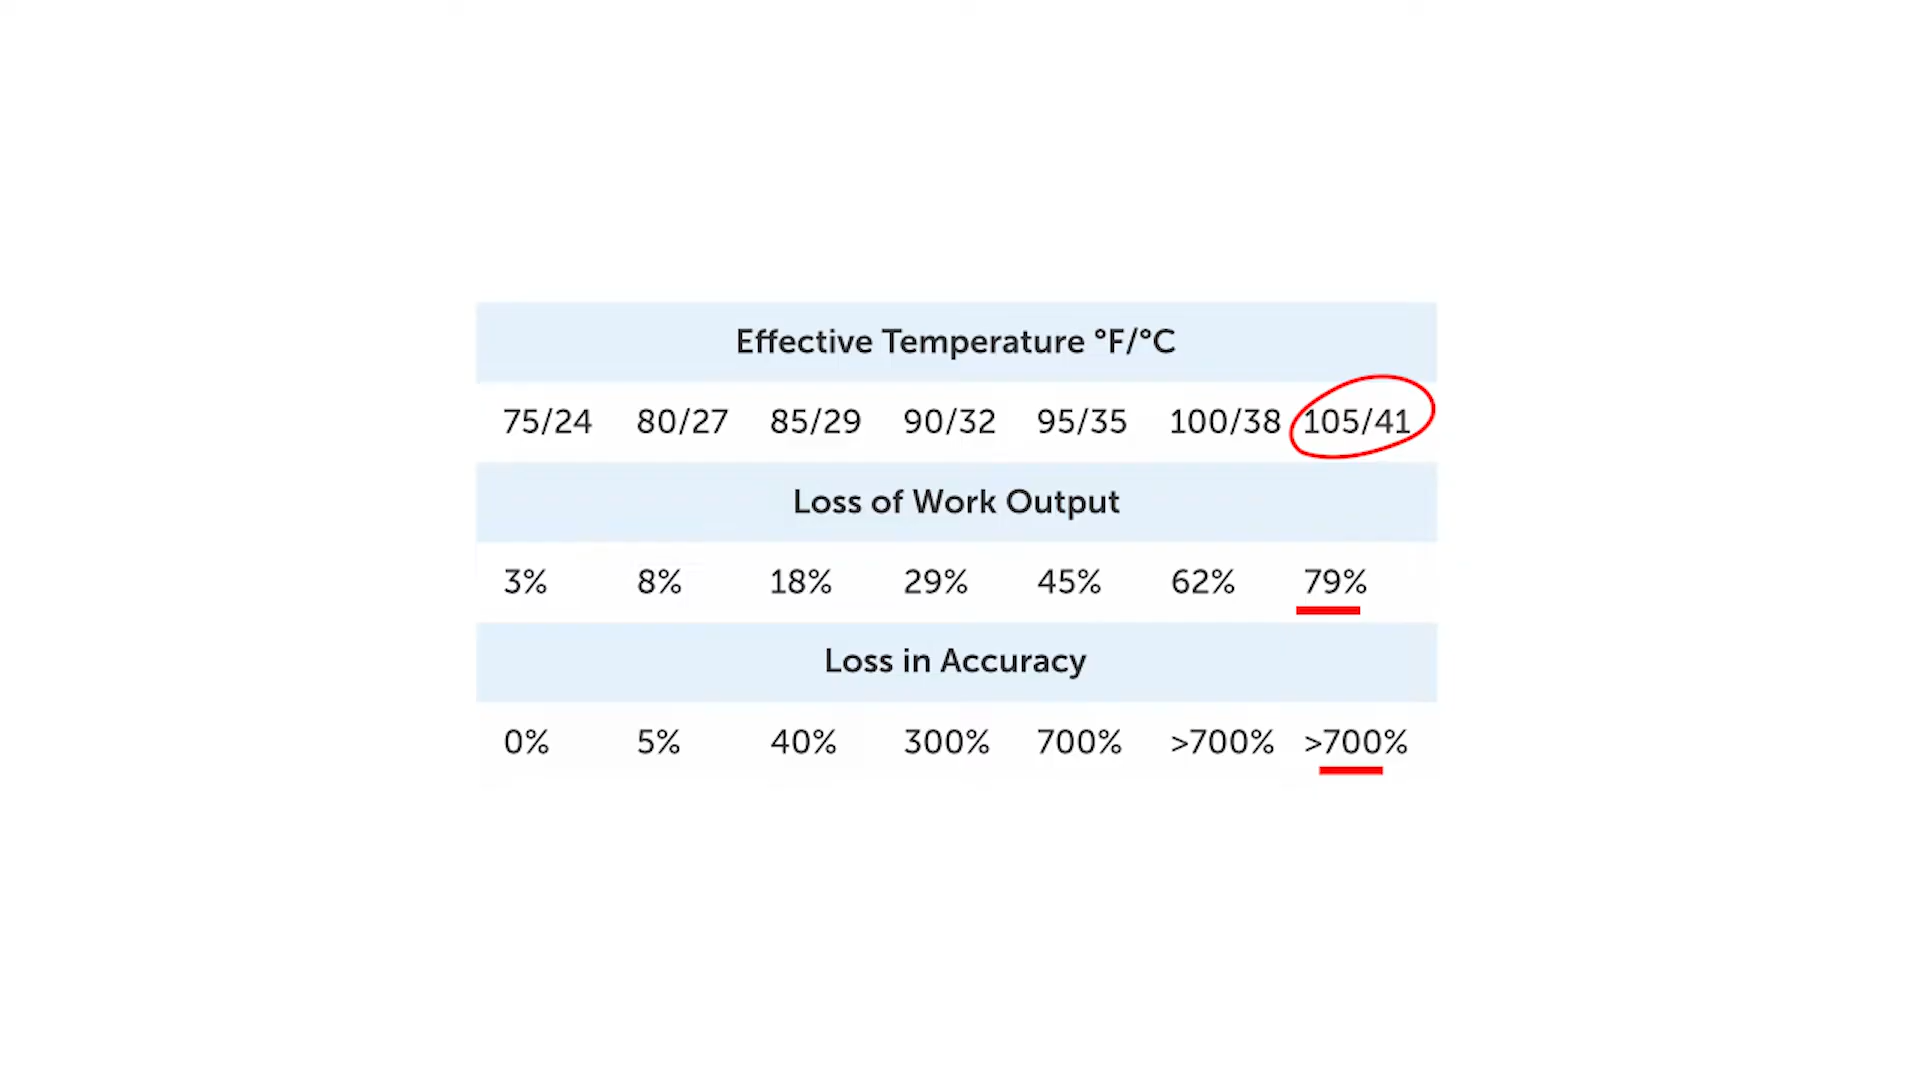 Effective Temperature °F/°C
75/24 80/27 85/29 90/32 95/35 100/38 105/41
Loss of Work Output
3% 8% 18% 29% 45% 62% 79%
Loss in Accuracy
0% 5% 40% 300% 700% >700% >700%